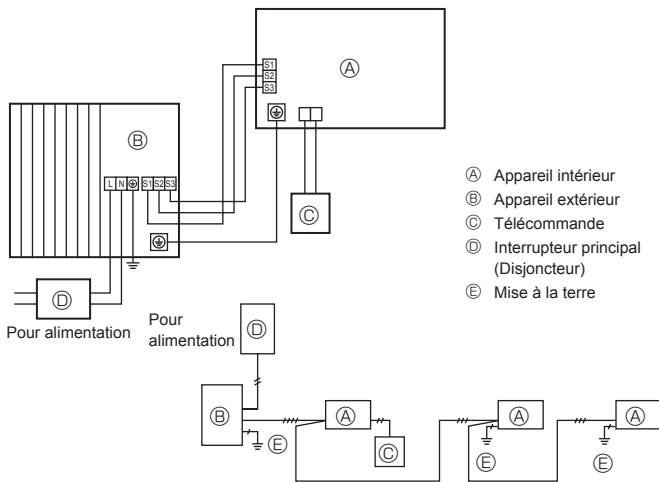 S1
S2
S3
Ⓐ
Ⓑ
L N S1 S2 S3
Ⓒ
Ⓓ
Pour alimentation
Ⓐ Appareil intérieur
Ⓑ Appareil extérieur
Ⓒ Télécommande
Ⓓ Interrupteur principal
(Disjoncteur)
Ⓔ Mise à la terre
Pour
alimentation
Ⓓ
Ⓑ
Ⓔ
Ⓐ
Ⓒ
Ⓐ
Ⓔ
Ⓐ
Ⓔ